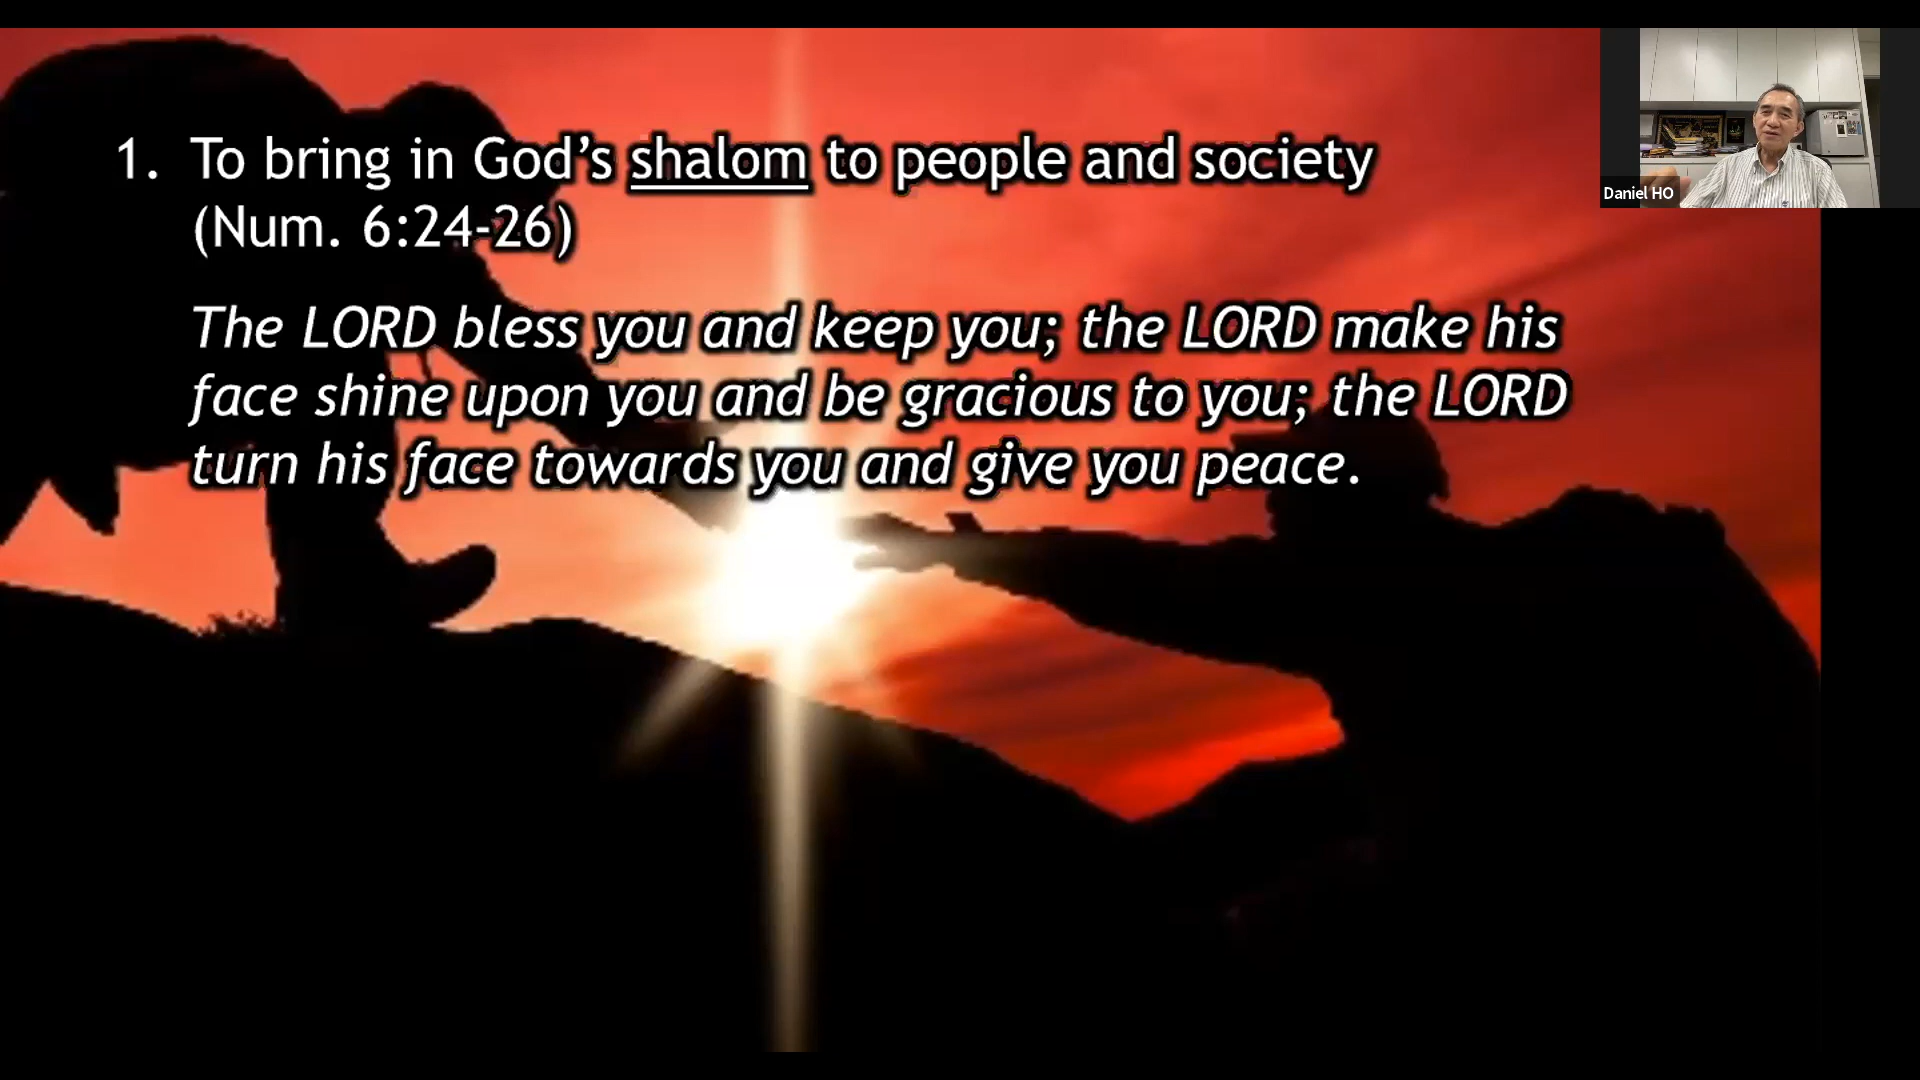 1. To bring in God’s shalom to people and society
(Num. 6:24-26)
The LORD bless you and keep you; the LORD make his
face shine upon you and be gracious to you; the LORD
turn his face towards you and give you peace.
Daniel HO